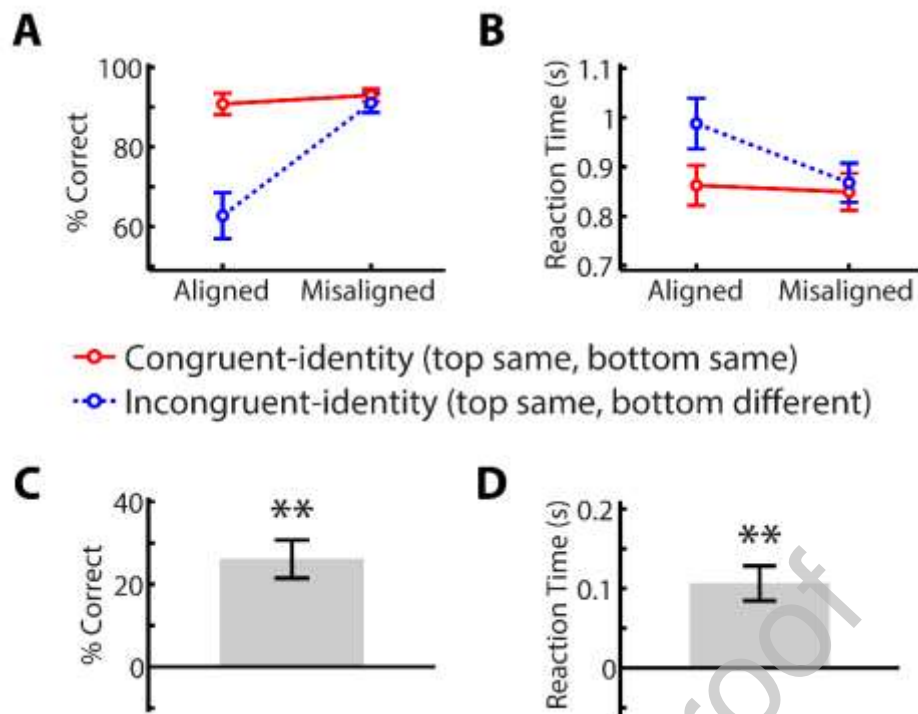 A
% Correct
100
80
60
Aligned Misaligned
B
Reaction Time (s)
1.1
1
0.9
0.8
0.7
Aligned Misaligned
Congruent-identity (top same, bottom same)
Incongruent-identity (top same, bottom different)
C
% Correct
40
20
0
**
D
Reaction Time (s)
0.2
0.1
0
**
roof